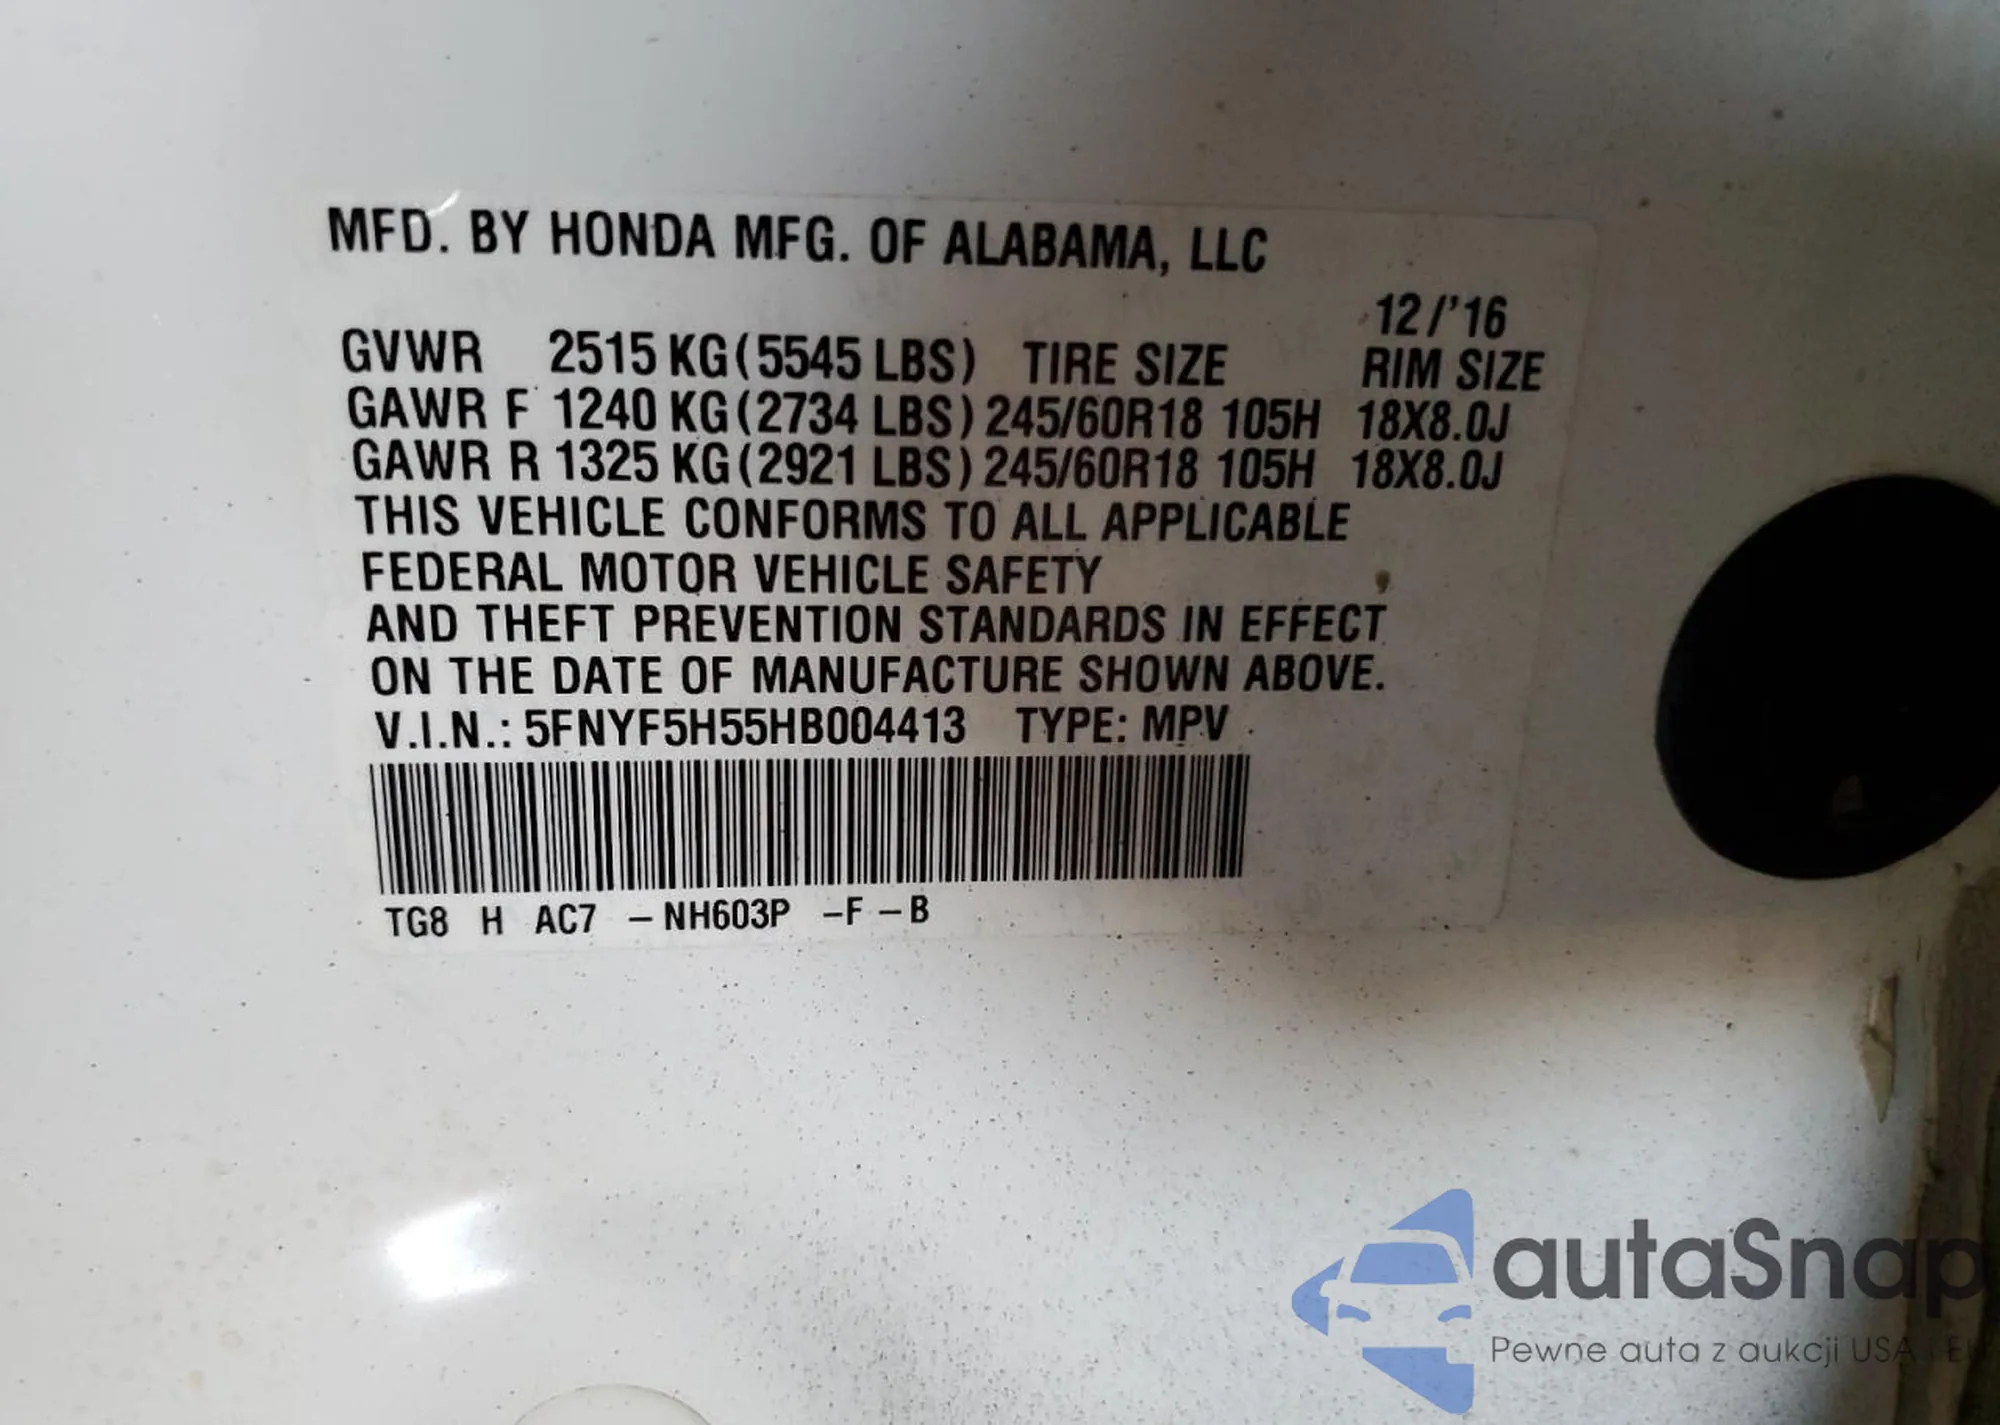 MFD. BY HONDA MFG. OF ALABAMA, LLC
12/'16
GVWR 2515 KG (5545 LBS) TIRE SIZE RIM SIZE
GAWR F 1240 KG (2734 LBS) 245/60R18 105H 18X8.0J
GAWR R 1325 KG (2921 LBS) 245/60R18 105H 18X8.0J
THIS VEHICLE CONFORMS TO ALL APPLICABLE
FEDERAL MOTOR VEHICLE SAFETY
AND THEFT PREVENTION STANDARDS IN EFFECT
ON THE DATE OF MANUFACTURE SHOWN ABOVE.
V.I.N.: 5FNYF5H55HB004413 TYPE: MPV
TG8 H AC7 – NH603P – F – B
autaSnap
Pewne auta z aukcji USA